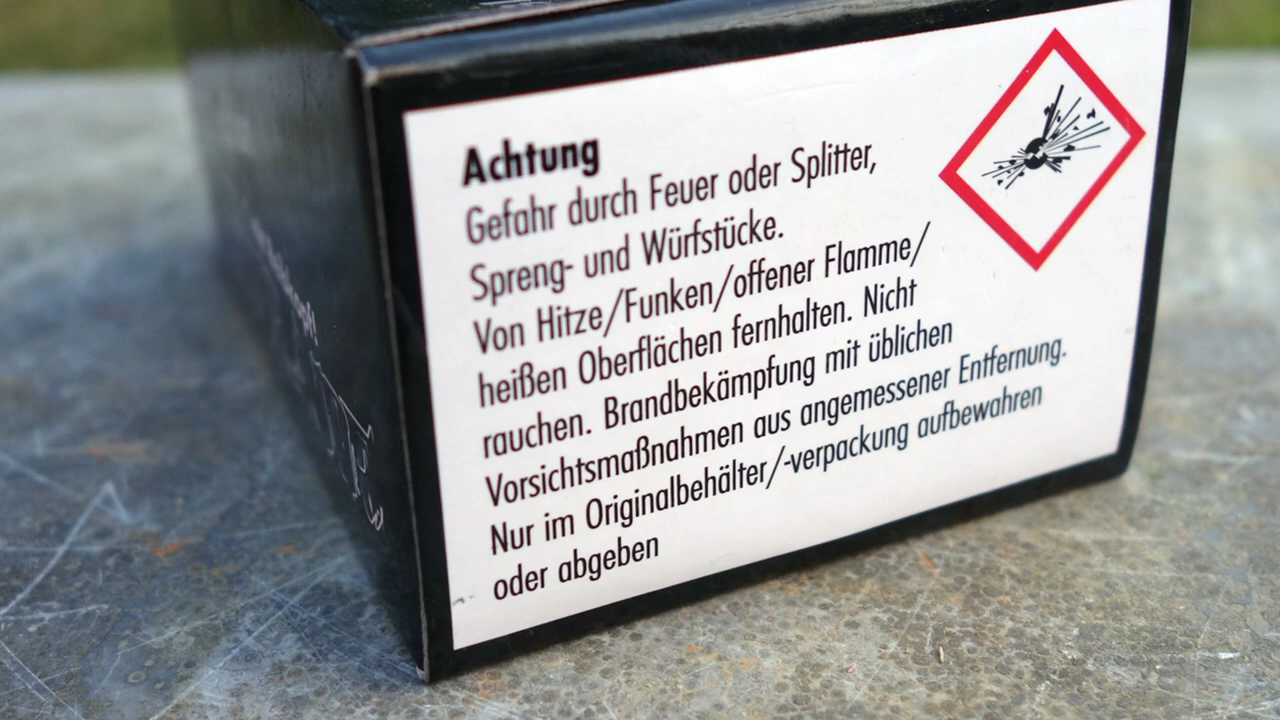 Achtung
Gefahr durch Feuer oder Splitter,
Spreng- und Würfstücke.
Von Hitze/Funken/offener Flamme/
heißen Oberflächen fernhalten. Nicht
rauchen. Brandbekämpfung mit üblichen
Vorsichtsmaßnahmen aus angemessener Entfernung.
Nur im Originalbehälter/-verpackung aufbewahren
oder abgeben